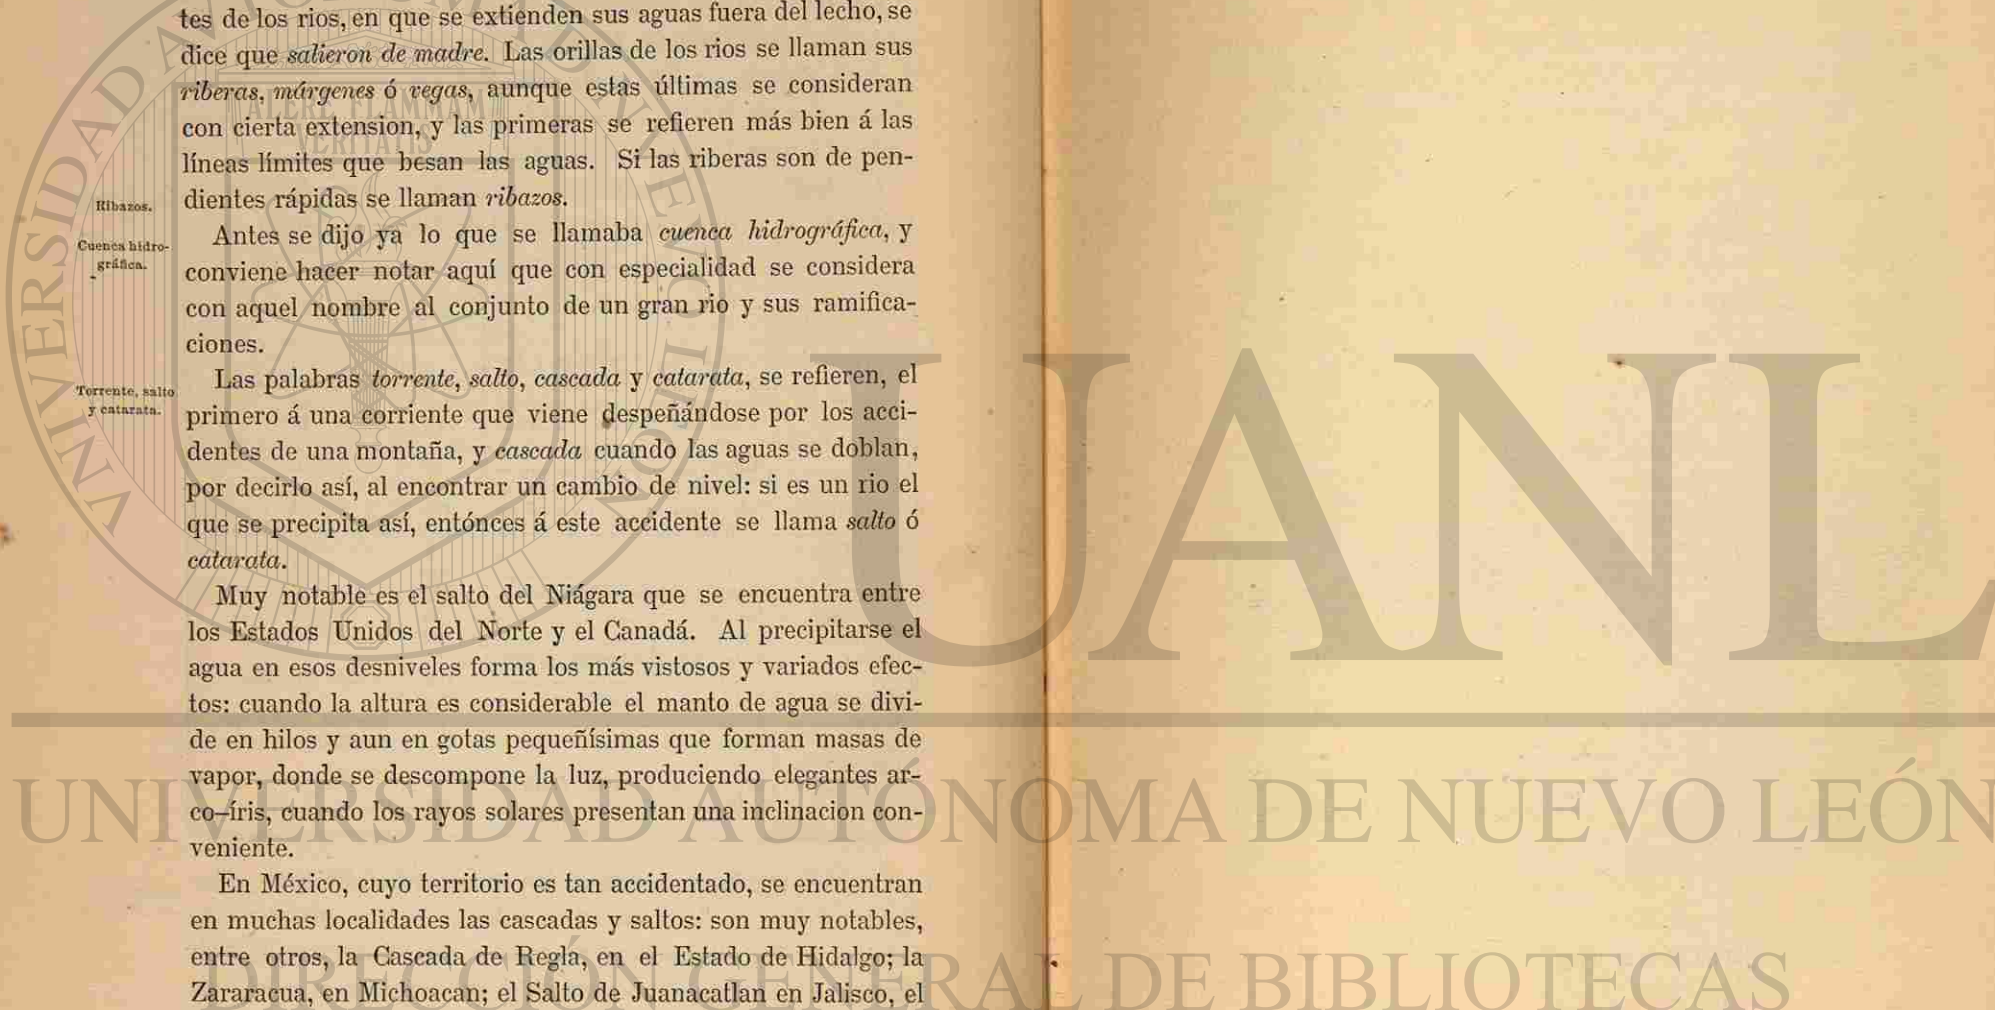 tes de los rios, en que se extienden sus aguas fuera del lecho, se
dice que salieron de madre. Las orillas de los rios se llaman sus
riberas, márgenes ó vegas, aunque estas últimas se consideran
con cierta extension, y las primeras se refieren más bien á las
líneas límites que besan las aguas. Si las riberas son de pen-
Ribazos.
dientes rápidas se llaman ribazos.
Cuenca hidro-
gráfica.
Antes se dijo ya lo que se llamaba cuenca hidrográfica, y
conviene hacer notar aquí que con especialidad se considera
con aquel nombre al conjunto de un gran rio y sus ramifica-
ciones.
Torrente, salto
y catarata.
Las palabras torrente, salto, cascada y catarata, se refieren, el
primero á una corriente que viene despeñándose por los acci-
dentes de una montaña, y cascada cuando las aguas se doblan,
por decirlo así, al encontrar un cambio de nivel: si es un rio el
que se precipita así, entónces á este accidente se llama salto ó
catarata.
Muy notable es el salto del Niágara que se encuentra entre
los Estados Unidos del Norte y el Canadá. Al precipitarse el
agua en esos desniveles forma los más vistosos y variados efec-
tos: cuando la altura es considerable el manto de agua se divi-
de en hilos y aun en gotas pequeñísimas que forman masas de
vapor, donde se descompone la luz, produciendo elegantes ar-
co-íris, cuando los rayos solares presentan una inclinacion con-
veniente.
En México, cuyo territorio es tan accidentado, se encuentran
en muchas localidades las cascadas y saltos: son muy notables,
entre otros, la Cascada de Regla, en el Estado de Hidalgo; la
Zararacua, en Michoacan; el Salto de Juanacatlan en Jalisco, el
UANL
UNIVERSIDAD AUTÓNOMA DE NUEVO LEÓN
DIRECCIÓN GENERAL DE BIBLIOTECAS